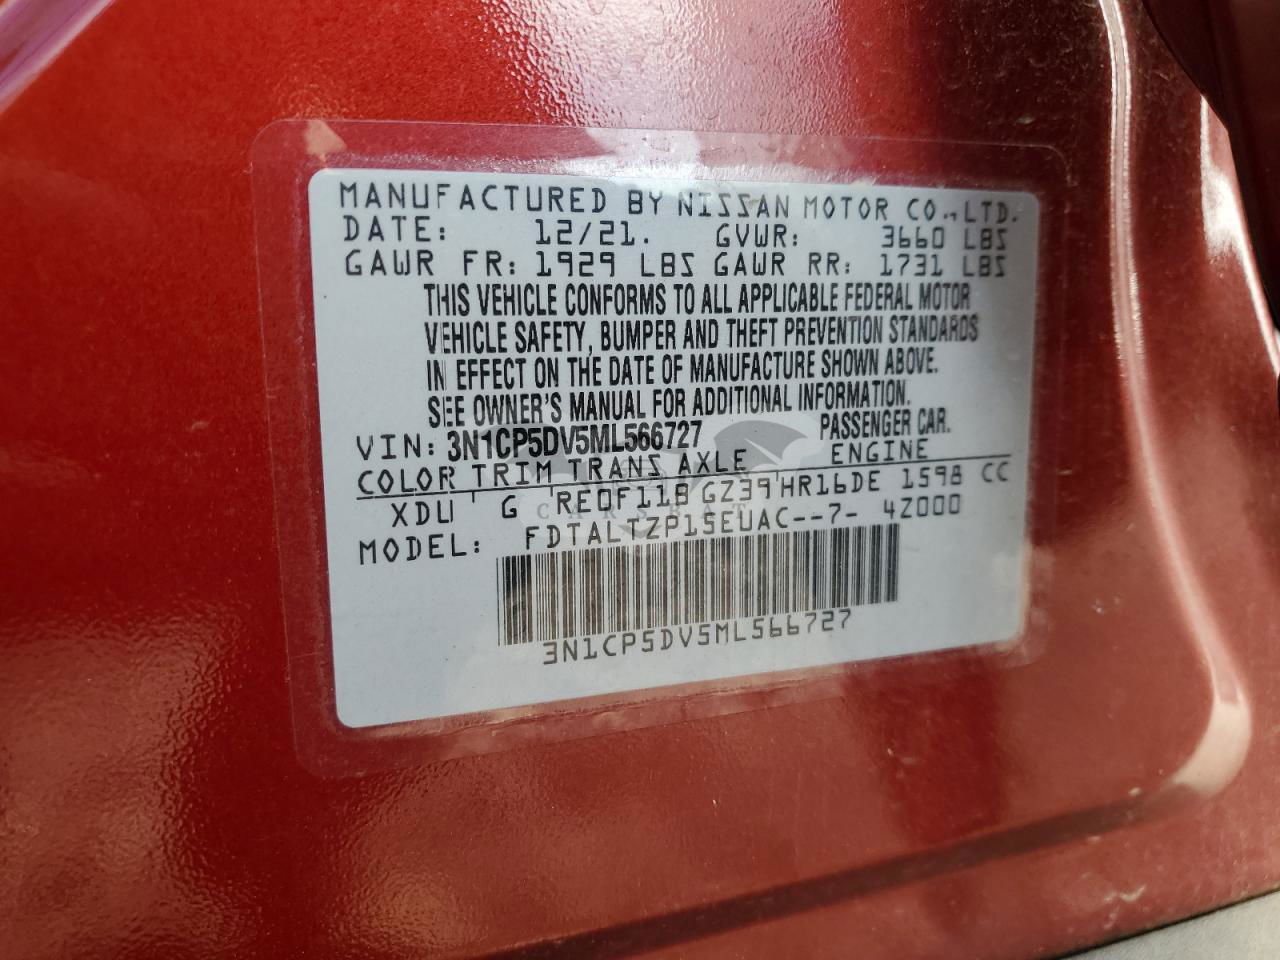 MANUFACTURED BY NISSAN MOTOR CO.,LTD.
DATE: 12/21. GVWR: 3660 LBS
GAWR FR: 1929 LBS GAWR RR: 1731 LBS
THIS VEHICLE CONFORMS TO ALL APPLICABLE FEDERAL MOTOR
VEHICLE SAFETY, BUMPER AND THEFT PREVENTION STANDARDS
IN EFFECT ON THE DATE OF MANUFACTURE SHOWN ABOVE.
SEE OWNER'S MANUAL FOR ADDITIONAL INFORMATION.
VIN: 3N1CP5DV5ML566727 PASSENGER CAR.
COLOR TRIM TRANS AXLE ENGINE
XDU G RE0F11B GZ39 HR16DE 1598 CC
CARSBAT
MODEL: FDTALTZP15EUAC--7- 42000
3N1CP5DV5ML566727